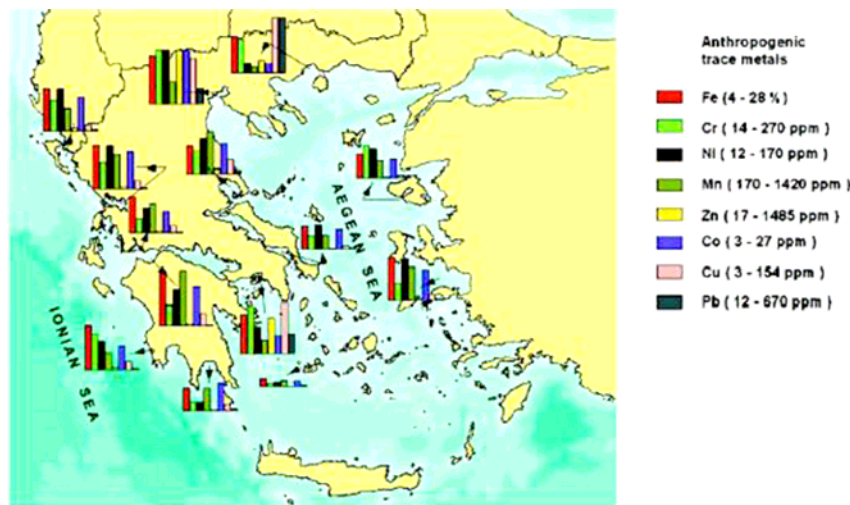 Anthropogenic
trace metals
Fe ( 4 - 28 % )
Cr ( 14 - 270 ppm )
Ni ( 12 - 170 ppm )
Mn ( 170 - 1420 ppm )
Zn ( 17 - 1485 ppm )
Co ( 3 - 27 ppm )
Cu ( 3 - 154 ppm )
Pb ( 12 - 670 ppm )
AEGEAN SEA
IONIAN SEA